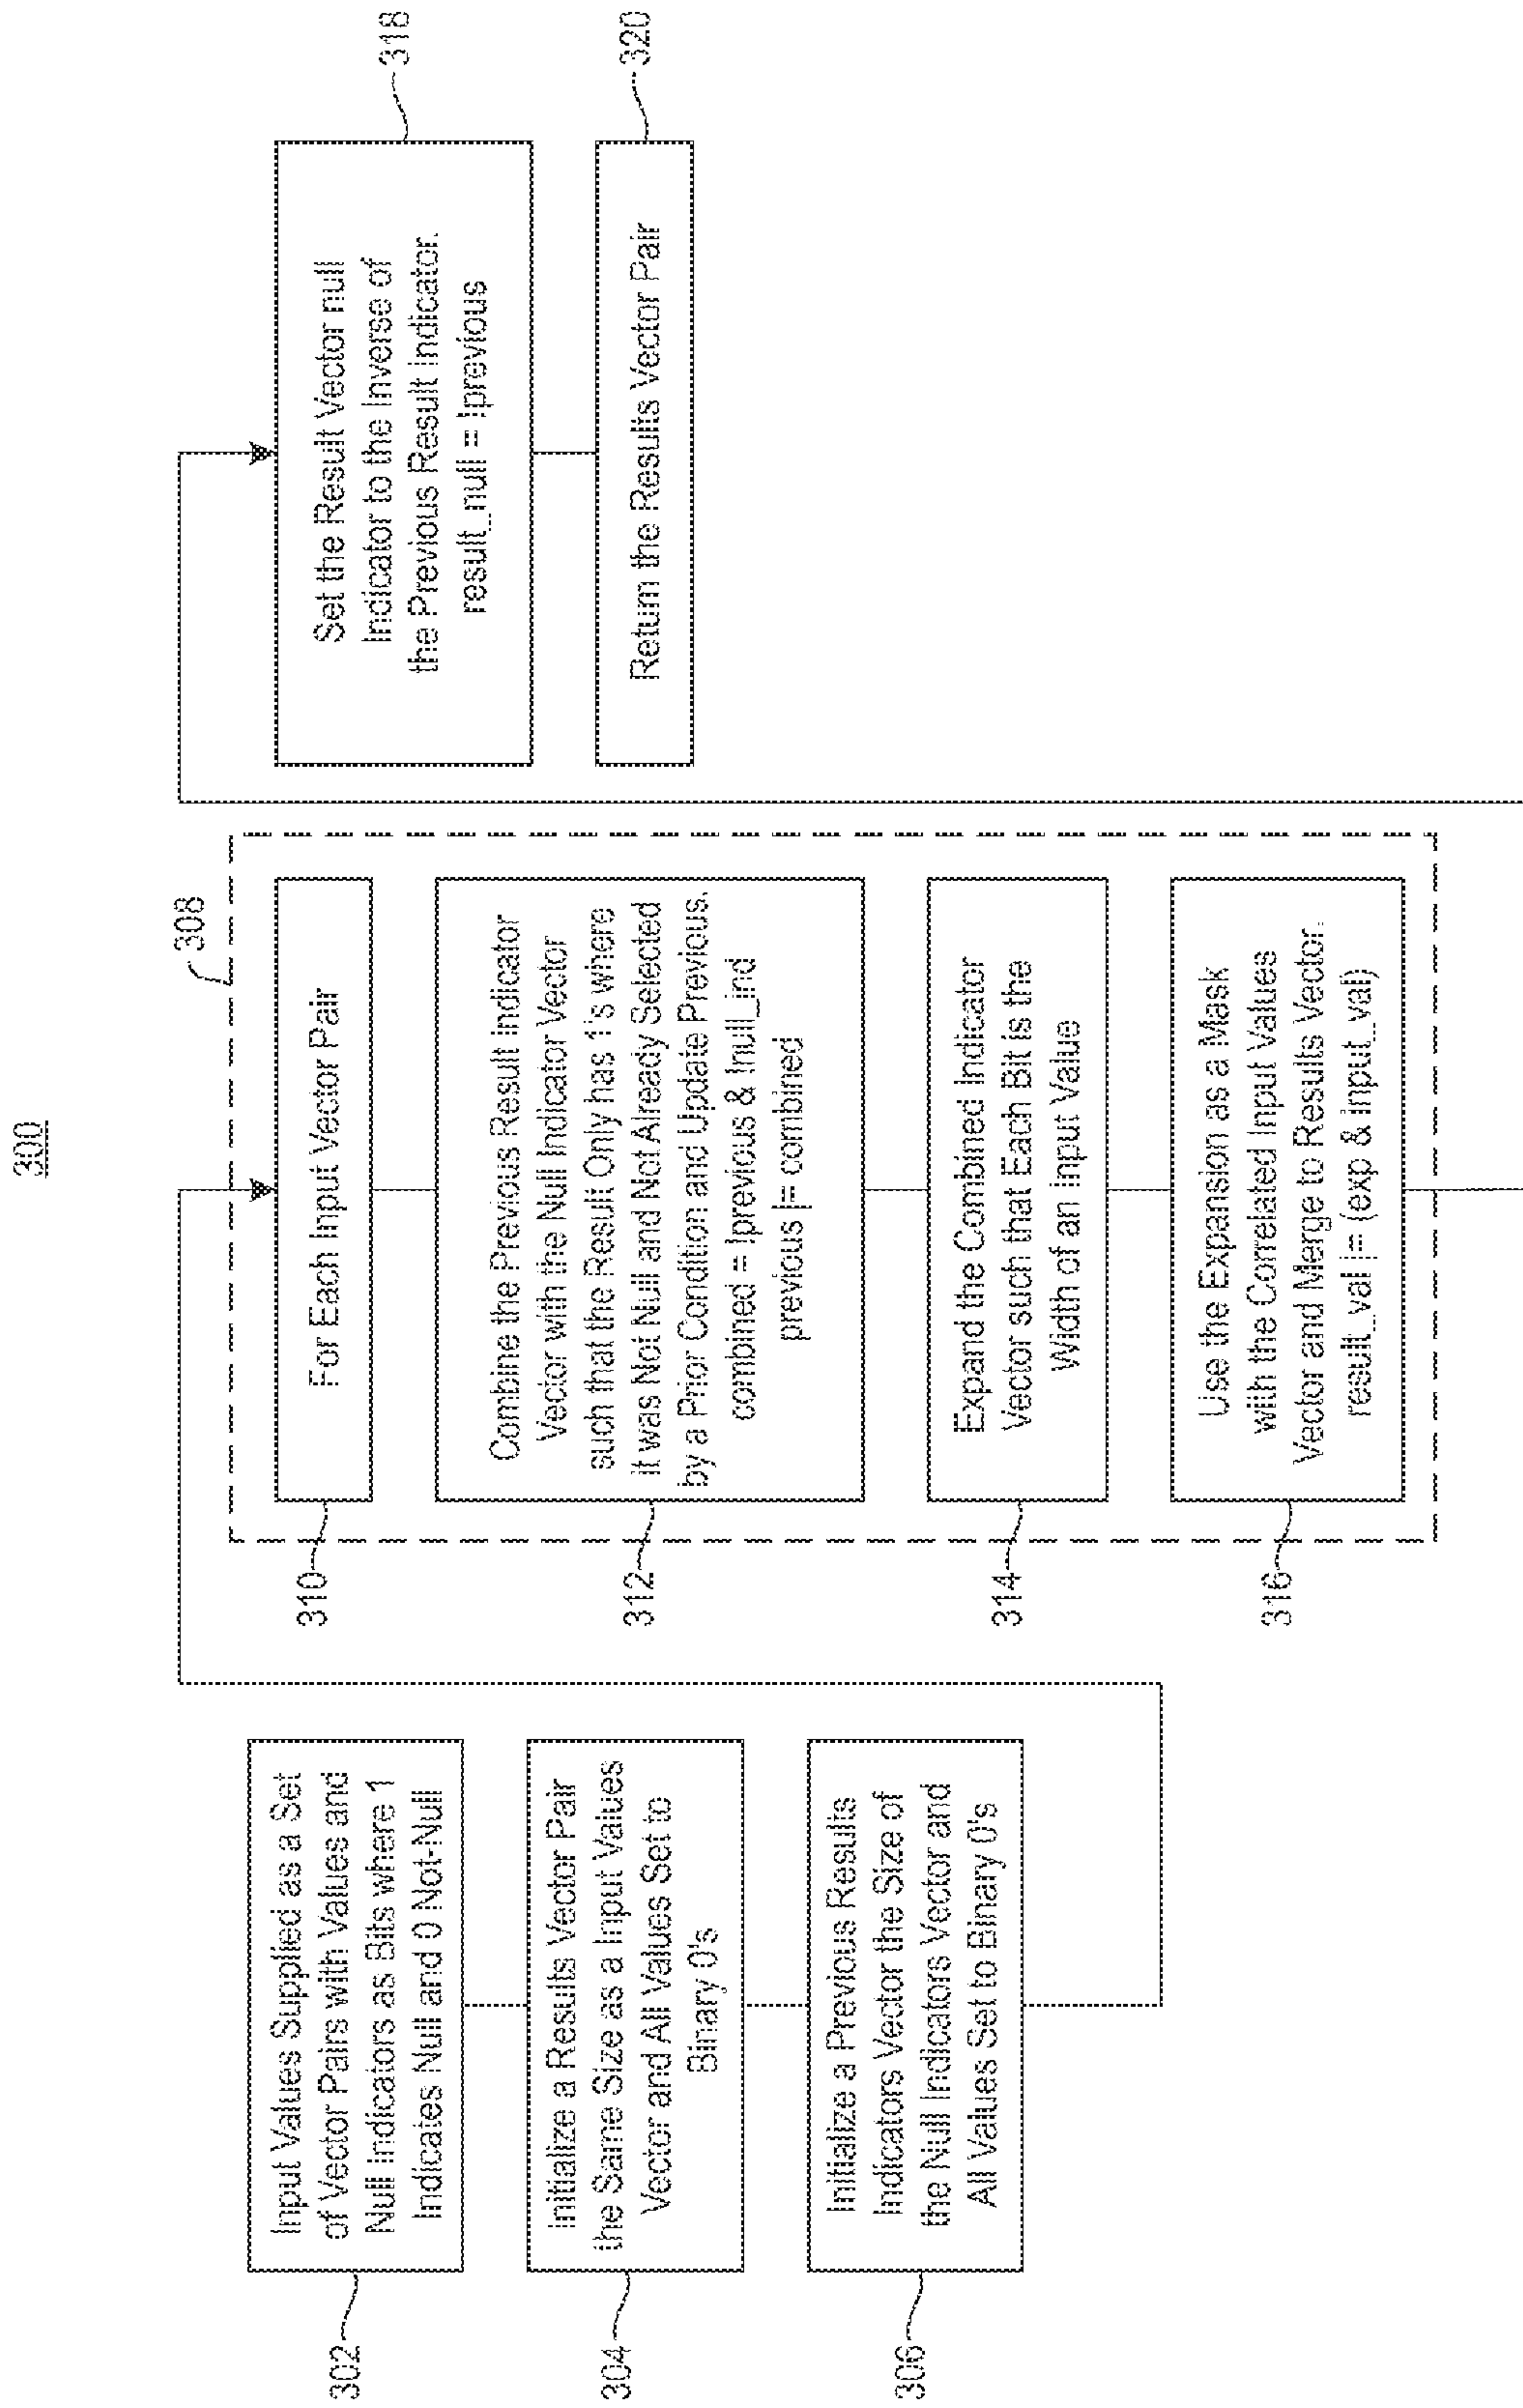 300
302
Input Values Supplied as a Set
of Vector Pairs with Values and
Null Indicators as Bits where 1
Indicates Null and 0 Not-Null
304
Initialize a Results Vector Pair
the Same Size as a Input Values
Vector and All Values Set to
Binary 0's
306
Initialize a Previous Results
Indicators Vector the Size of
the Null Indicators Vector and
All Values Set to Binary 0's
308
310
For Each Input Vector Pair
312
Combine the Previous Result Indicator
Vector with the Null Indicator Vector
such that the Result Only has 1's where
it was Not Null and Not Already Selected
by a Prior Condition and Update Previous.
combined = !previous & !null_ind
previous |= combined
314
Expand the Combined Indicator
Vector such that Each Bit is the
Width of an Input Value
316
Use the Expansion as a Mask
with the Correlated Input Values
Vector and Merge to Results Vector.
result_val |= (exp & input_val)
318
Set the Result Vector null
Indicator to the Inverse of
the Previous Result Indicator.
result_null = !previous
320
Return the Results Vector Pair